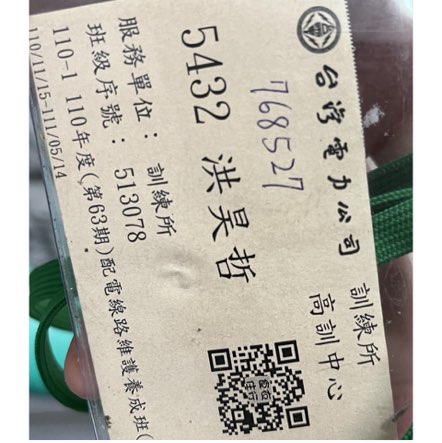 台灣電力公司
訓練所
高訓中心
768527
5432 洪昊哲
服務單位：訓練所
班級序號：513078
110-1 110年度(第63期)配電線路維護養成班(
110/11/15-111/05/14